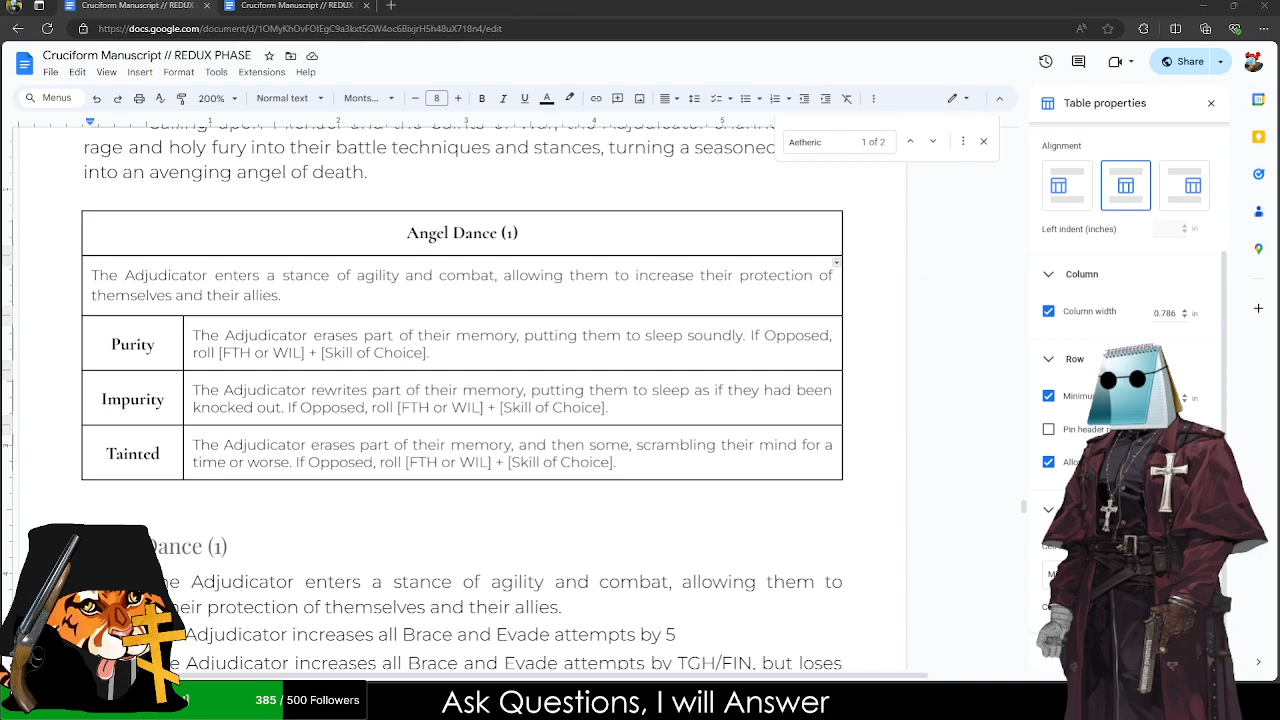 Cruciform Manuscript // REDUX
Cruciform Manuscript // REDUX
https://docs.google.com/document/d/1OMyKhOvFOIEgC9a3kxt5GW4oc6BixjrH5h48uX718n4/edit
Cruciform Manuscript // REDUX PHASE
File Edit View Insert Format Tools Extensions Help
Share
Menus 200% Normal text Monts... 8
Table properties
1 2 3 4 5
Aetheric 1 of 2
rage and holy fury into their battle techniques and stances, turning a seasoned
into an avenging angel of death.
Alignment
Left indent (inches) in
Column
Column width 0.786 in
Row
in
Pin header
Angel Dance (1)
The Adjudicator enters a stance of agility and combat, allowing them to increase their protection of
themselves and their allies.
Purity
The Adjudicator erases part of their memory, putting them to sleep soundly. If Opposed,
roll [FTH or WIL] + [Skill of Choice].
Impurity
The Adjudicator rewrites part of their memory, putting them to sleep as if they had been
knocked out. If Opposed, roll [FTH or WIL] + [Skill of Choice].
Tainted
The Adjudicator erases part of their memory, and then some, scrambling their mind for a
time or worse. If Opposed, roll [FTH or WIL] + [Skill of Choice].
Dance (1)
Adjudicator enters a stance of agility and combat, allowing them to
protection of themselves and their allies.
Adjudicator increases all Brace and Evade attempts by 5
Adjudicator increases all Brace and Evade attempts by TGH/FIN, but loses
385 / 500 Followers
Ask Questions, I will Answer